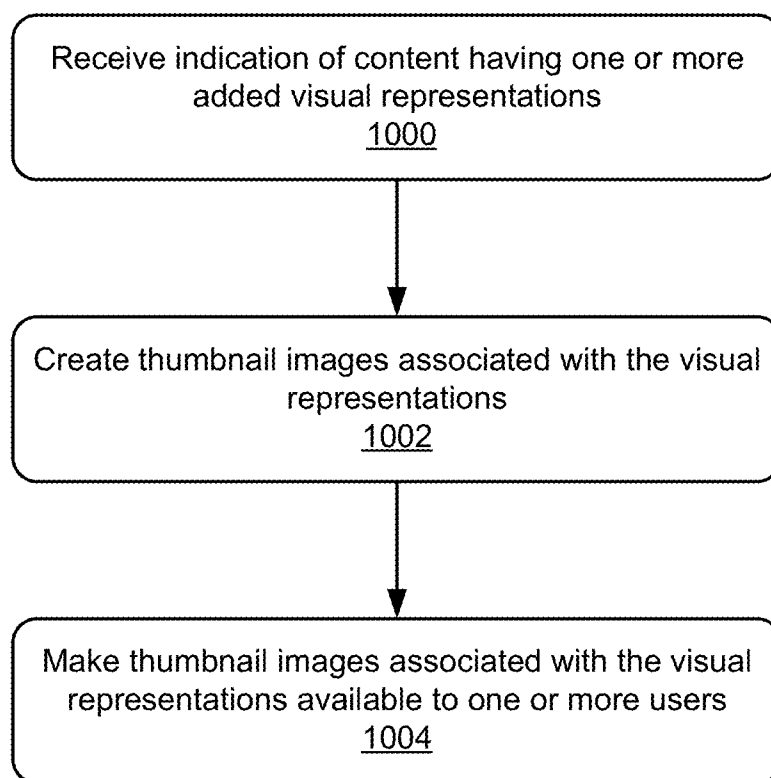 Receive indication of content having one or more
added visual representations
1000
Create thumbnail images associated with the visual
representations
1002
Make thumbnail images associated with the visual
representations available to one or more users
1004